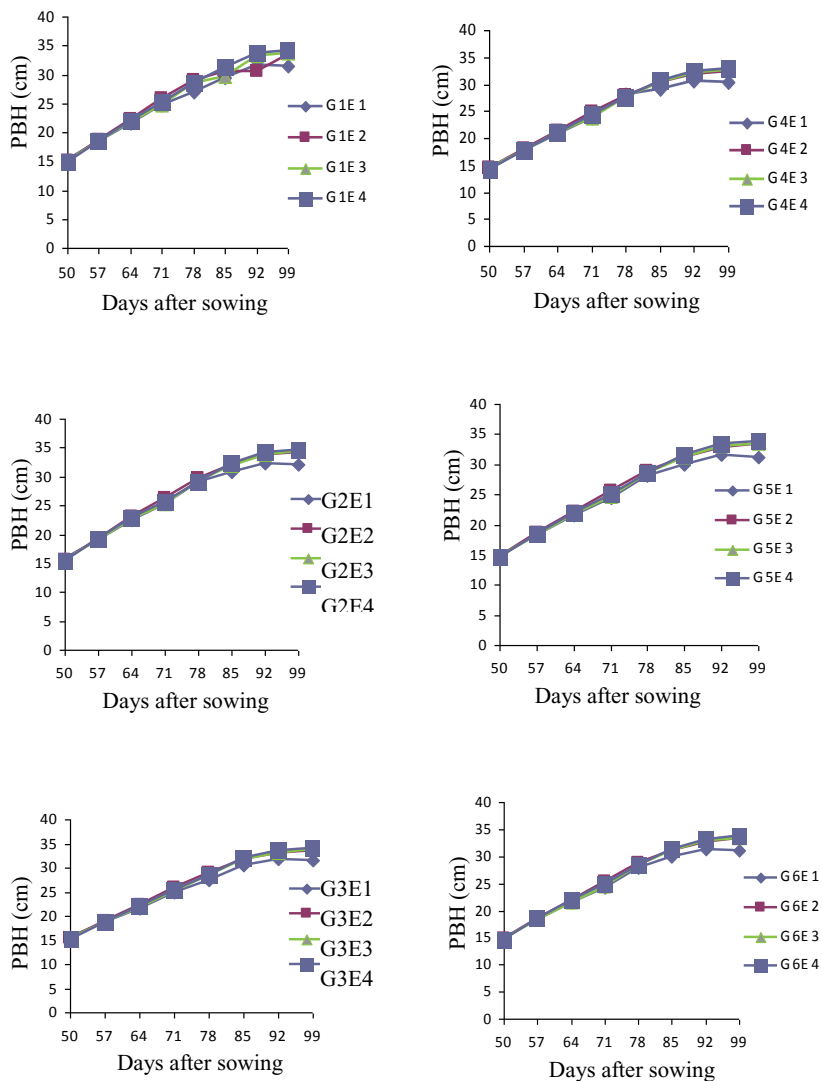 40
35
30
25
20
15
10
5
0
PBH (cm)
50 57 64 71 78 85 92 99
Days after sowing
G1E 1
G1E 2
G1E 3
G1E 4
40
35
30
25
20
15
10
5
0
PBH (cm)
50 57 64 71 78 85 92 99
Days after sowing
G4E 1
G4E 2
G4E 3
G4E 4
40
35
30
25
20
15
10
5
0
PBH (cm)
50 57 64 71 78 85 92 99
Days after sowing
G2E1
G2E2
G2E3
G2E4
40
35
30
25
20
15
10
5
0
PBH (cm)
50 57 64 71 78 85 92 99
Days after sowing
G5E 1
G5E 2
G5E 3
G5E 4
40
35
30
25
20
15
10
5
0
PBH (cm)
50 57 64 71 78 85 92 99
Days after sowing
G3E1
G3E2
G3E3
G3E4
40
35
30
25
20
15
10
5
0
PBH (cm)
50 57 64 71 78 85 92 99
Days after sowing
G6E 1
G6E 2
G6E 3
G6E 4